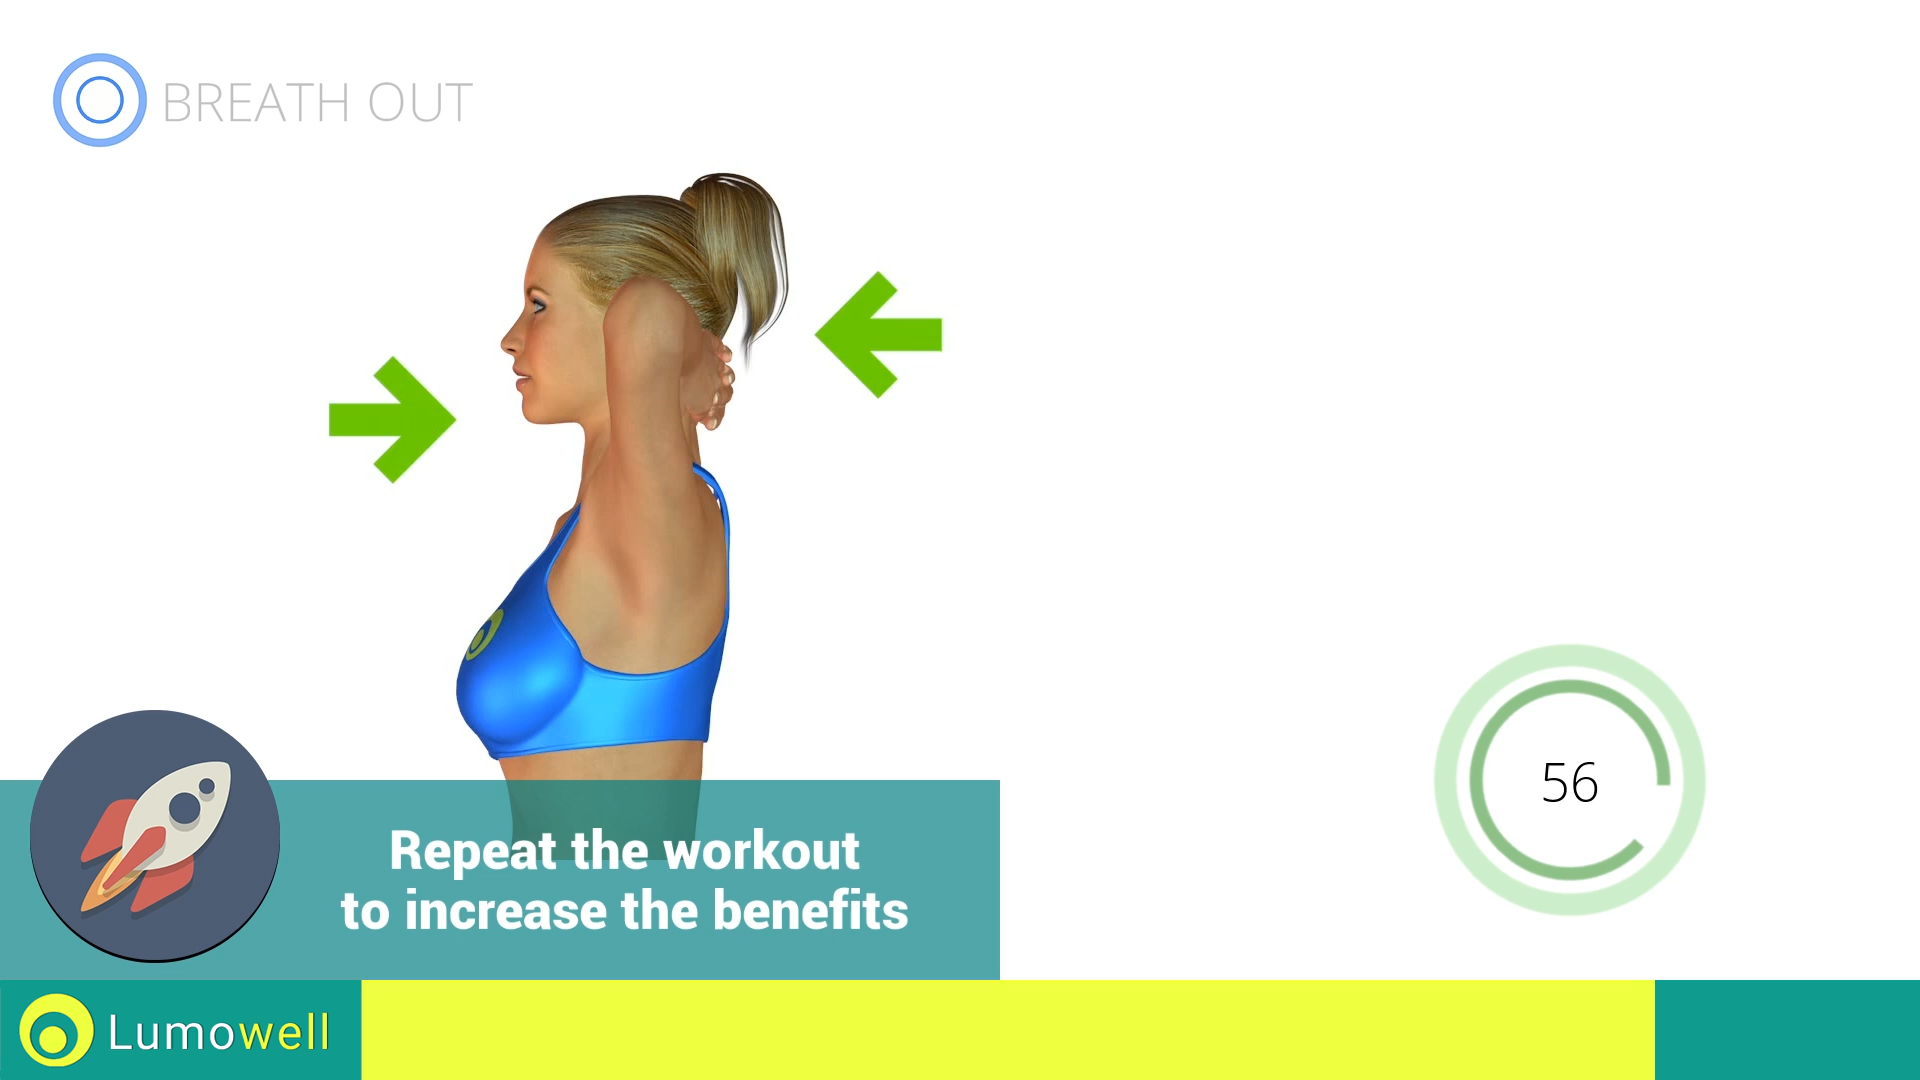 BREATH OUT
56
Repeat the workout
to increase the benefits
Lumowell